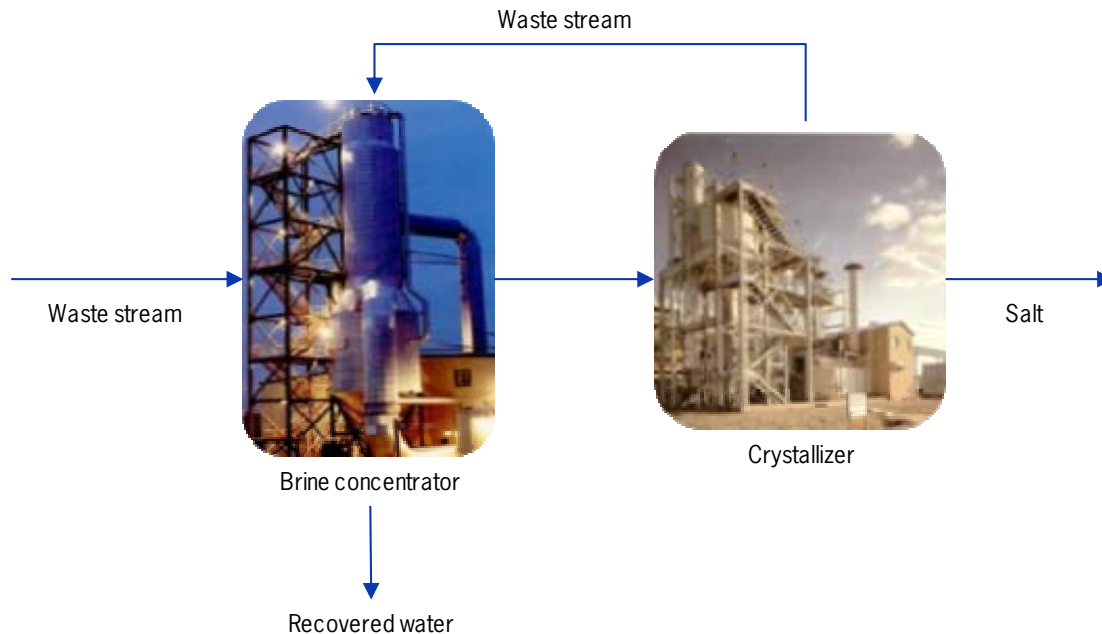 Waste stream
Waste stream
Salt
Crystallizer
Brine concentrator
Recovered water